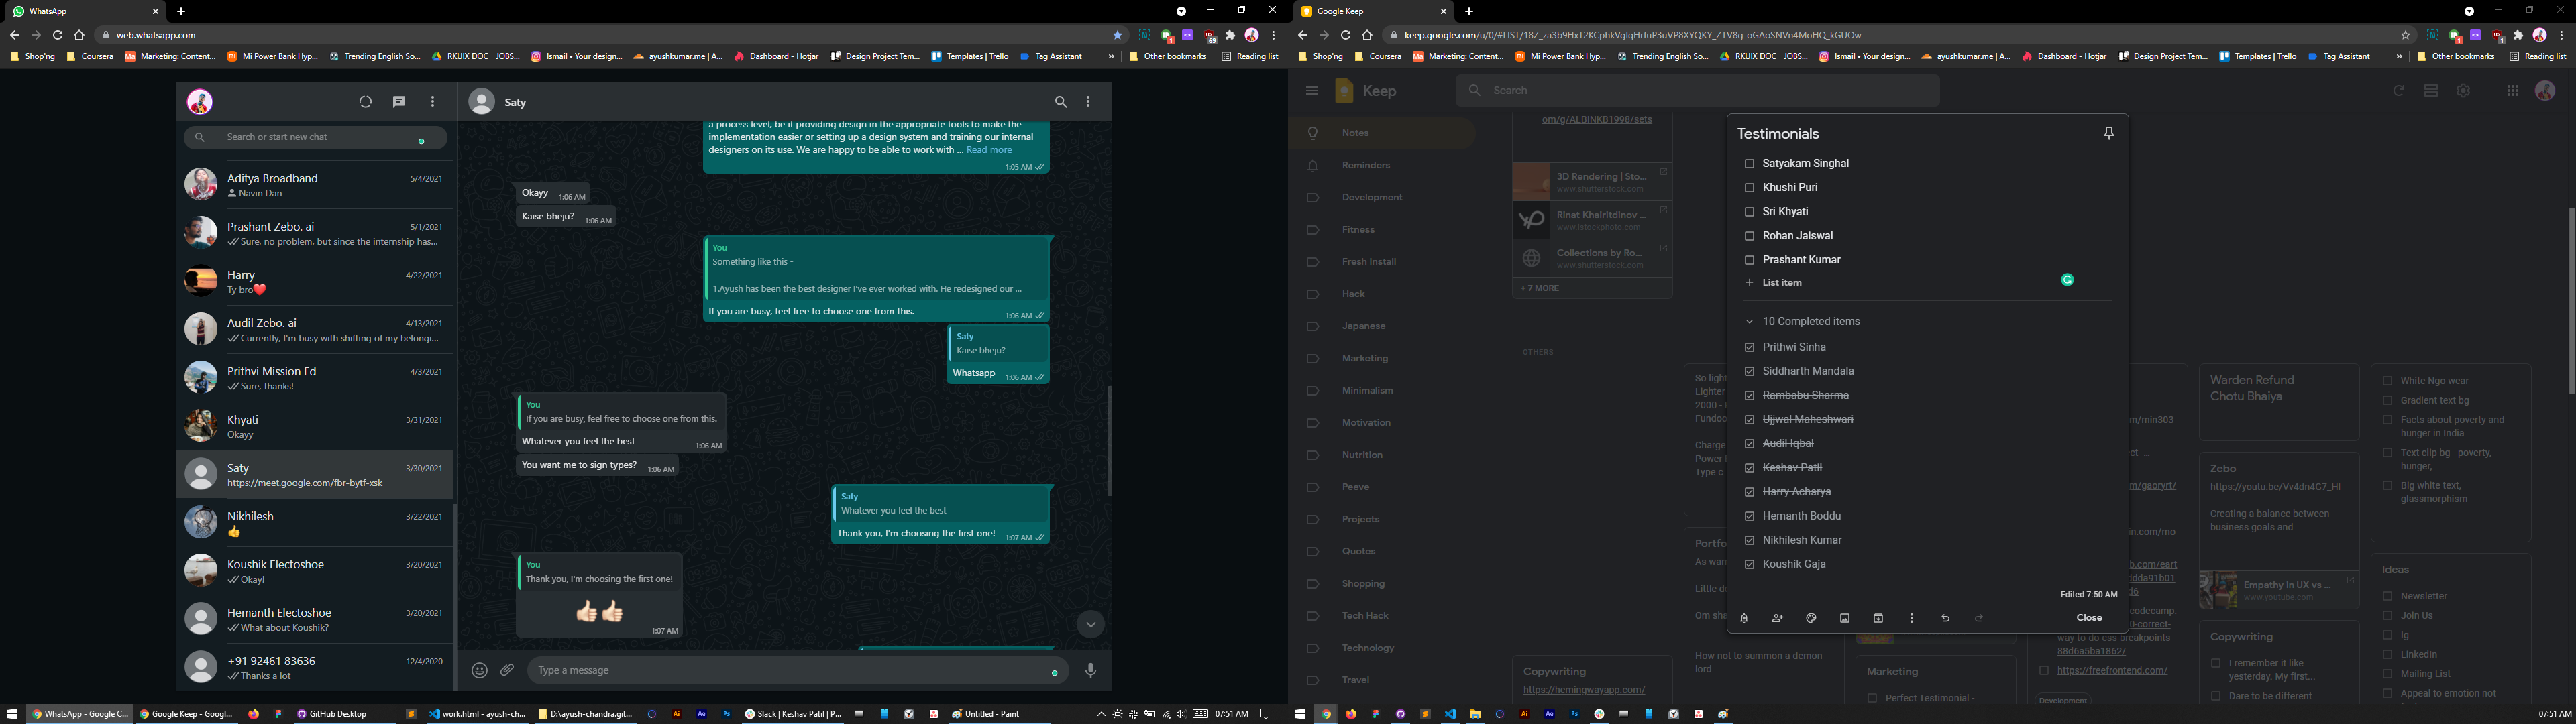 WhatsApp
web.whatsapp.com
Shop'ng
Coursera
Marketing: Content...
Mi Power Bank Hyp...
Trending English So...
RKUIX DOC _ JOBS...
Ismail • Your design...
ayushkumar.me | A...
Dashboard - Hotjar
Design Project Tem...
Templates | Trello
Tag Assistant
Other bookmarks
Reading list
Search or start new chat
Aditya Broadband
5/4/2021
Navin Dan
Prashant Zebo. ai
5/1/2021
Sure, no problem, but since the internship has...
Harry
4/22/2021
Ty bro❤️
Audil Zebo. ai
4/13/2021
Currently, I'm busy with shifting of my belongi...
Prithvi Mission Ed
4/3/2021
Sure, thanks!
Khyati
3/31/2021
Okayy
Saty
3/30/2021
https://meet.google.com/fbr-bytf-xsk
Nikhilesh
3/22/2021
👍
Koushik Electoshoe
3/20/2021
Okay!
Hemanth Electoshoe
3/20/2021
What about Koushik?
+91 92461 83636
12/4/2020
Thanks a lot
Saty
a process level, be it providing design in the appropriate tools to make the
implementation easier or setting up a design system and training our internal
designers on its use. We are happy to be able to work with ... Read more
1:05 AM
Okayy
1:06 AM
Kaise bheju?
1:06 AM
You
Something like this -
1.Ayush has been the best designer I've ever worked with. He redesigned our ...
If you are busy, feel free to choose one from this.
1:06 AM
Saty
Kaise bheju?
Whatsapp
1:06 AM
You
If you are busy, feel free to choose one from this.
Whatever you feel the best
1:06 AM
You want me to sign types?
1:06 AM
Saty
Whatever you feel the best
Thank you, I'm choosing the first one!
1:07 AM
You
Thank you, I'm choosing the first one!
👍🏻👍🏻
1:07 AM
Type a message
WhatsApp - Google C...
Google Keep - Googl...
GitHub Desktop
work.html - ayush-ch...
D:\ayush-chandra.git...
Slack | Keshav Patil | P...
Untitled - Paint
07:51 AM
Google Keep
keep.google.com/u/0/#LIST/18Z_za3b9HxT2KCphkVgIqHrfuP3uVP8XYQKY_ZTV8g-oGAoSNVn4MoHQ_kGUOw
Shop'ng
Coursera
Marketing: Content...
Mi Power Bank Hyp...
Trending English So...
RKUIX DOC _ JOBS...
Ismail • Your design...
ayushkumar.me | A...
Dashboard - Hotjar
Design Project Tem...
Templates | Trello
Tag Assistant
Other bookmarks
Reading list
Keep
Search
Notes
Reminders
Development
Fitness
Fresh Install
Hack
Japanese
Marketing
Minimalism
Motivation
Nutrition
Peeve
Projects
Quotes
Shopping
Tech Hack
Technology
Travel
om/g/ALBINKB1998/sets
3D Rendering | Sto...
www.shutterstock.com
Rinat Khairitdinov ...
www.istockphoto.com
Collections by Ro...
www.shutterstock.com
+ 7 MORE
OTHERS
Copywriting
https://hemingwayapp.com/
How not to summon a demon
lord
Marketing
Perfect Testimonial -
Testimonials
Satyakam Singhal
Khushi Puri
Sri Khyati
Rohan Jaiswal
Prashant Kumar
List item
10 Completed items
Prithwi Sinha
Siddharth Mandala
Rambabu Sharma
Ujjwal Maheshwari
Audil Iqbal
Keshav Patil
Harry Acharya
Hemanth Boddu
Nikhilesh Kumar
Koushik Gaja
Edited 7:50 AM
Close
way-to-do-css-breakpoints-
88d6a5ba1862/
https://freefrontend.com/
Development
Warden Refund
Chotu Bhaiya
Zebo
https://youtu.be/Vv4dn4G7_HI
Creating a balance between
business goals and
Empathy in UX vs ...
www.youtube.com
Copywriting
I remember it like
yesterday. My first...
Dare to be different
White Ngo wear
Gradient text bg
Facts about poverty and
hunger in India
Text clip bg - poverty,
hunger,
Big white text,
glassmorphism
Ideas
Newsletter
Join Us
Ig
LinkedIn
Mailing List
Appeal to emotion not
07:51 AM